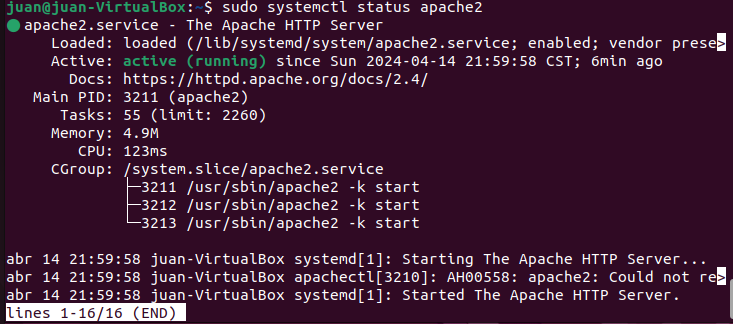 juan@juan-VirtualBox:~$ sudo systemctl status apache2
● apache2.service - The Apache HTTP Server
     Loaded: loaded (/lib/systemd/system/apache2.service; enabled; vendor prese>
     Active: active (running) since Sun 2024-04-14 21:59:58 CST; 6min ago
       Docs: https://httpd.apache.org/docs/2.4/
   Main PID: 3211 (apache2)
      Tasks: 55 (limit: 2260)
     Memory: 4.9M
        CPU: 123ms
     CGroup: /system.slice/apache2.service
             ├─3211 /usr/sbin/apache2 -k start
             ├─3212 /usr/sbin/apache2 -k start
             └─3213 /usr/sbin/apache2 -k start

abr 14 21:59:58 juan-VirtualBox systemd[1]: Starting The Apache HTTP Server...
abr 14 21:59:58 juan-VirtualBox apachectl[3210]: AH00558: apache2: Could not re>
abr 14 21:59:58 juan-VirtualBox systemd[1]: Started The Apache HTTP Server.
lines 1-16/16 (END)